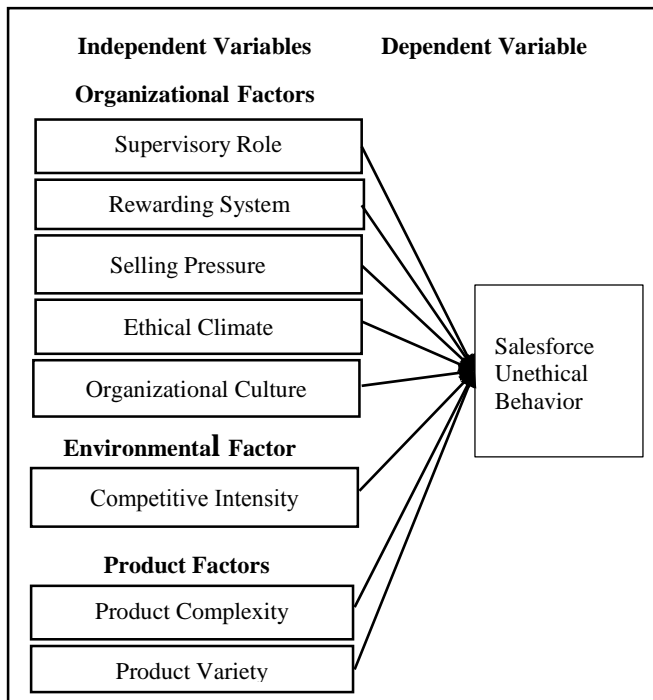 Independent Variables Dependent Variable
Organizational Factors
Supervisory Role
Rewarding System
Selling Pressure
Ethical Climate
Organizational Culture
Environmental Factor
Competitive Intensity
Product Factors
Product Complexity
Product Variety
Salesforce
Unethical
Behavior